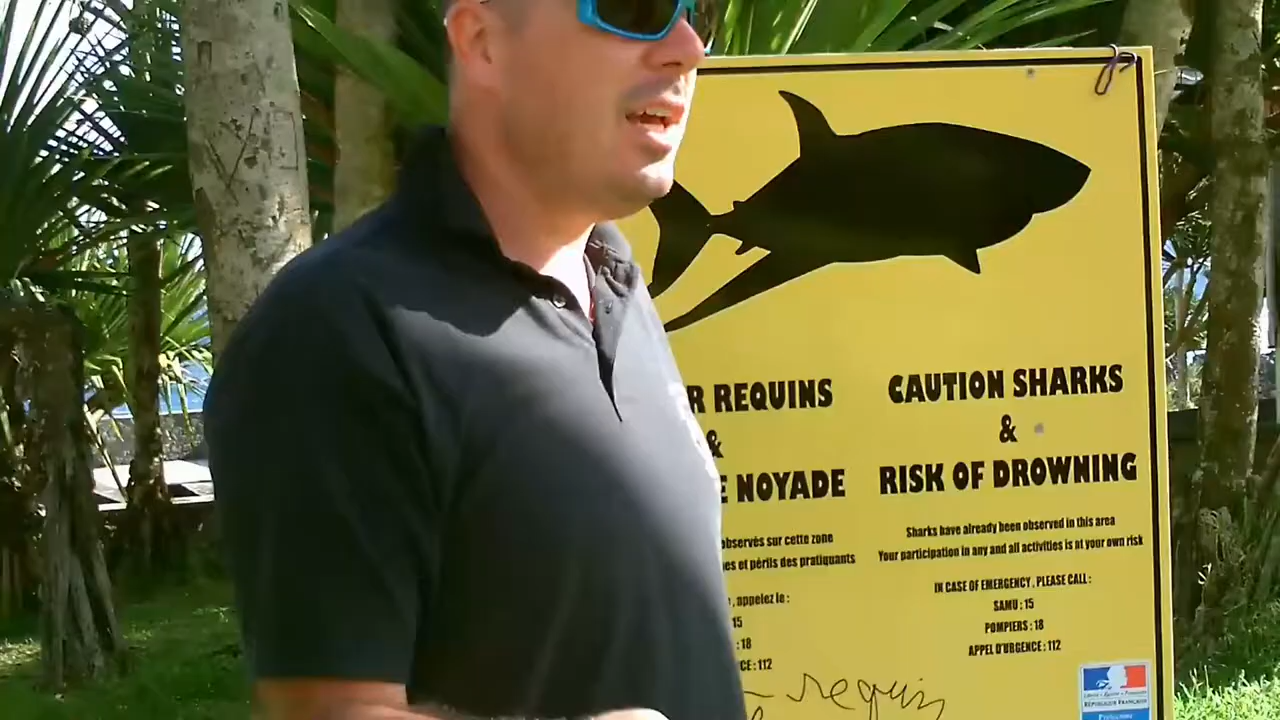 R REQUINS
&
E NOYADE
observés sur cette zone
es et périls des pratiquants
, appelez le :
15
: 18
CE : 112
requin
CAUTION SHARKS
&
RISK OF DROWNING
Sharks have already been observed in this area
Your participation in any and all activities is at your own risk
IN CASE OF EMERGENCY , PLEASE CALL :
SAMU : 15
POMPIERS : 18
APPEL D'URGENCE : 112
RÉPUBLIQUE FRANÇAISE